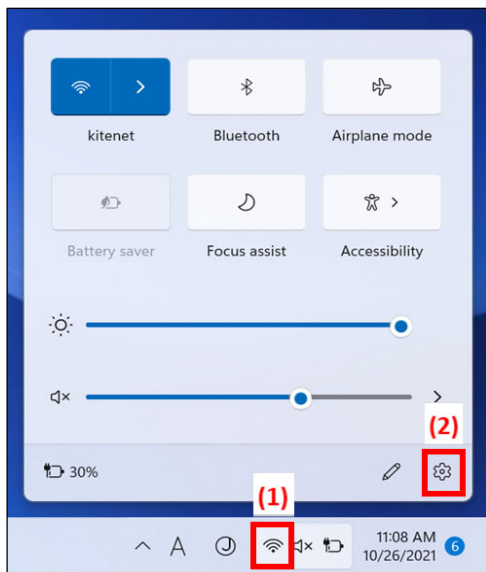 kitenet
Bluetooth
Airplane mode
Battery saver
Focus assist
Accessibility
(2)
30%
(1)
A
11:08 AM
10/26/2021
6